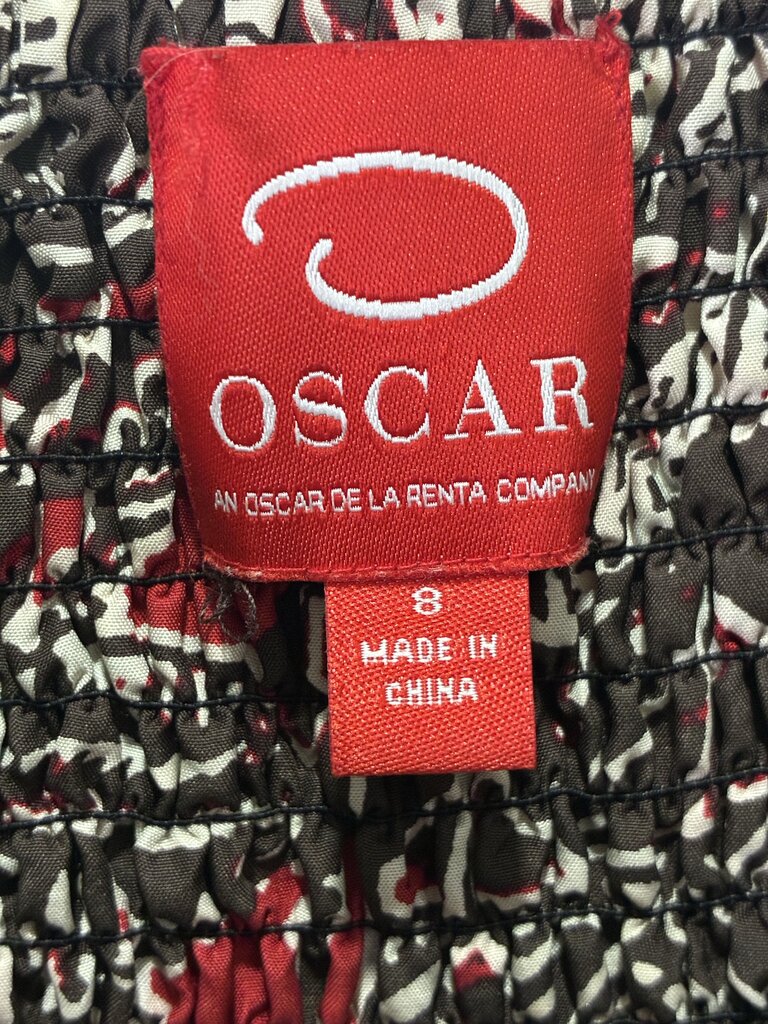 OSCAR
AN OSCAR DE LA RENTA COMPANY
8
MADE IN
CHINA